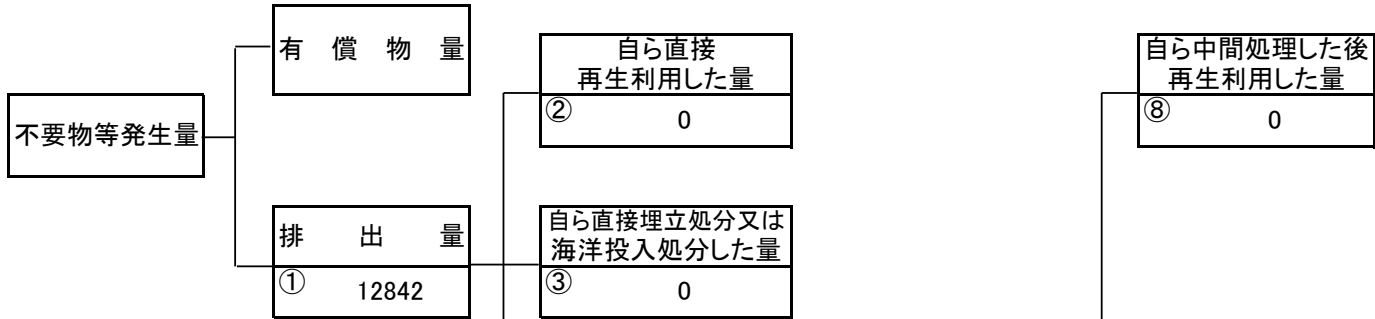 不要物等発生量
有償物量
排出量
① 12842
自ら直接
再生利用した量
② 0
自ら直接埋立処分又は
海洋投入処分した量
③ 0
自ら中間処理した後
再生利用した量
⑧ 0